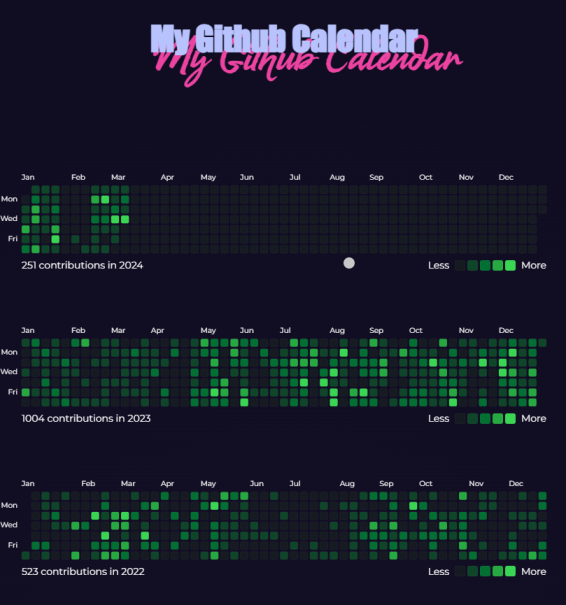 My Github Calendar
My Github Calendar
Jan Feb Mar Apr May Jun Jul Aug Sep Oct Nov Dec
Mon
Wed
Fri
251 contributions in 2024 Less More
Jan Feb Mar Apr May Jun Jul Aug Sep Oct Nov Dec
Mon
Wed
Fri
1004 contributions in 2023 Less More
Jan Feb Mar Apr May Jun Jul Aug Sep Oct Nov Dec
Mon
Wed
Fri
523 contributions in 2022 Less More